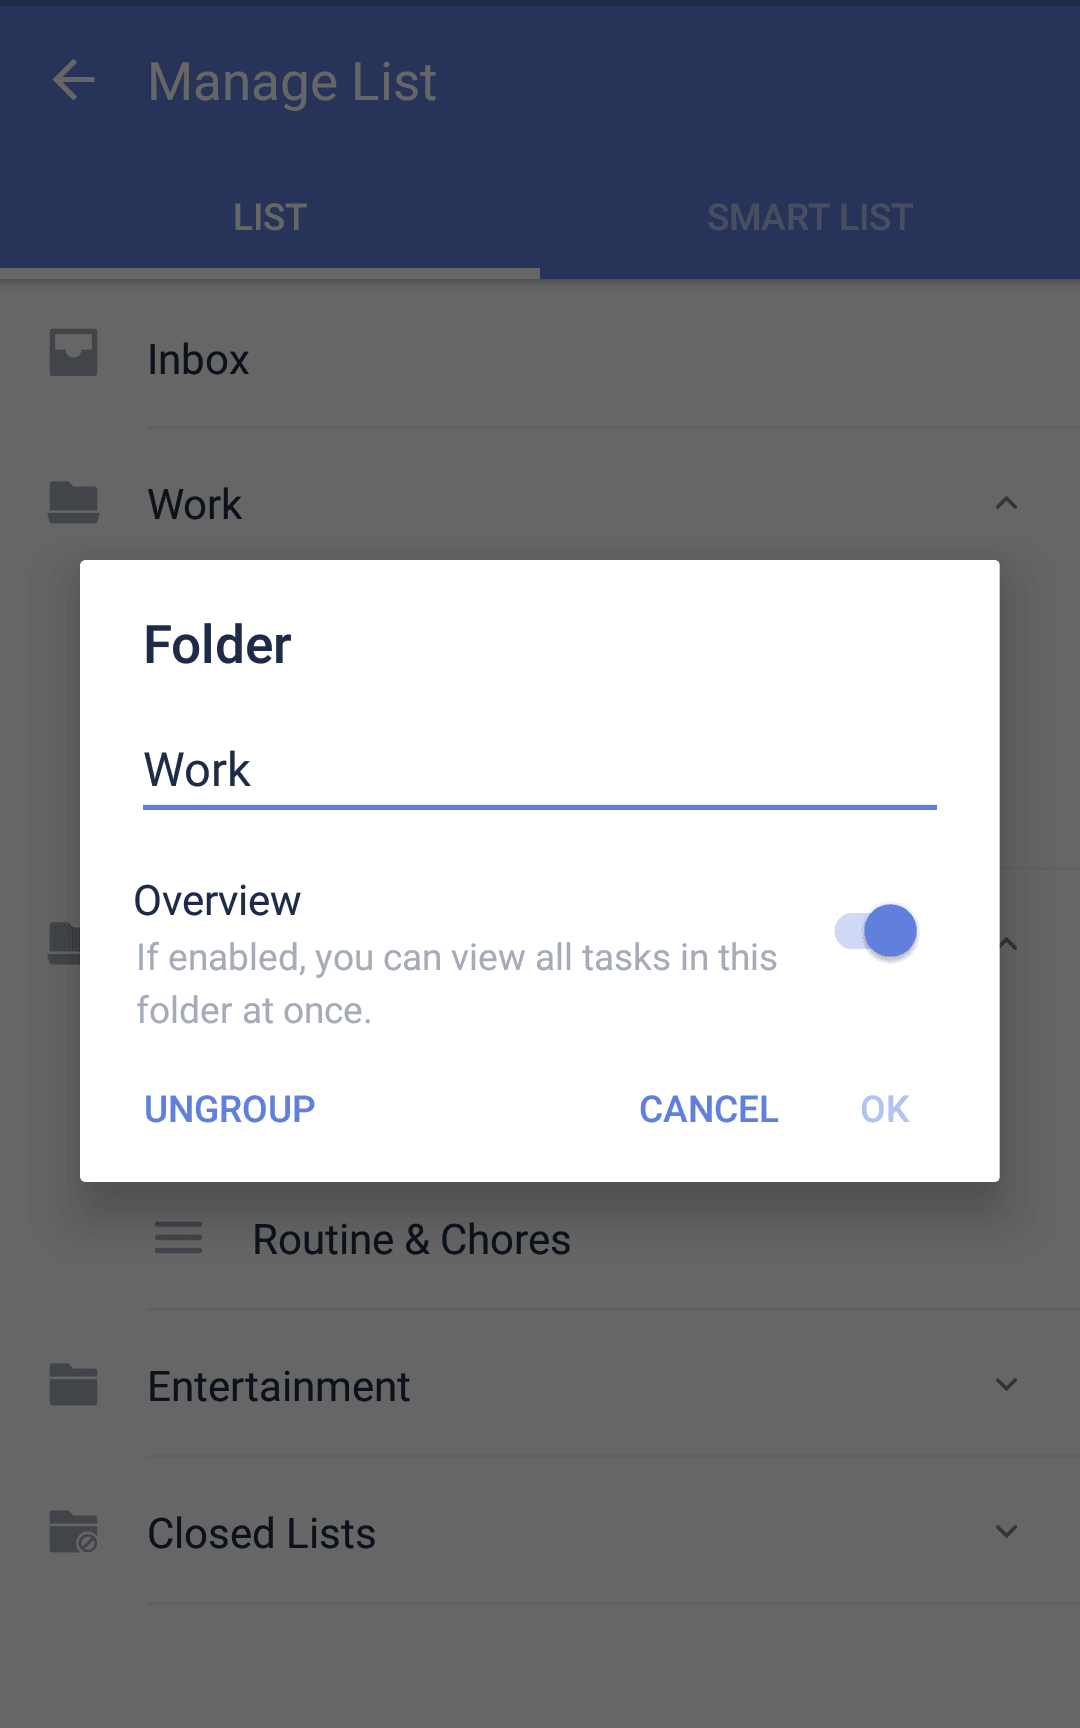 Manage List
LIST
SMART LIST
Inbox
Work
Folder
Work
Overview
If enabled, you can view all tasks in this
folder at once.
UNGROUP
CANCEL
OK
Routine & Chores
Entertainment
Closed Lists